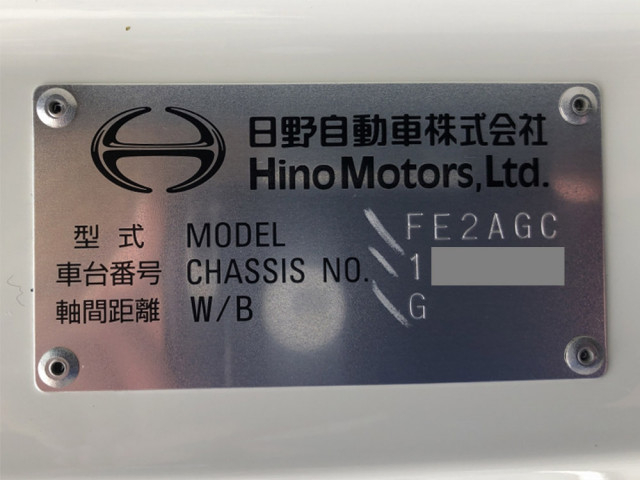 日野自動車株式会社
Hino Motors, Ltd.
型式 MODEL FE2AGC
車台番号 CHASSIS NO. 1
軸間距離 W/B G